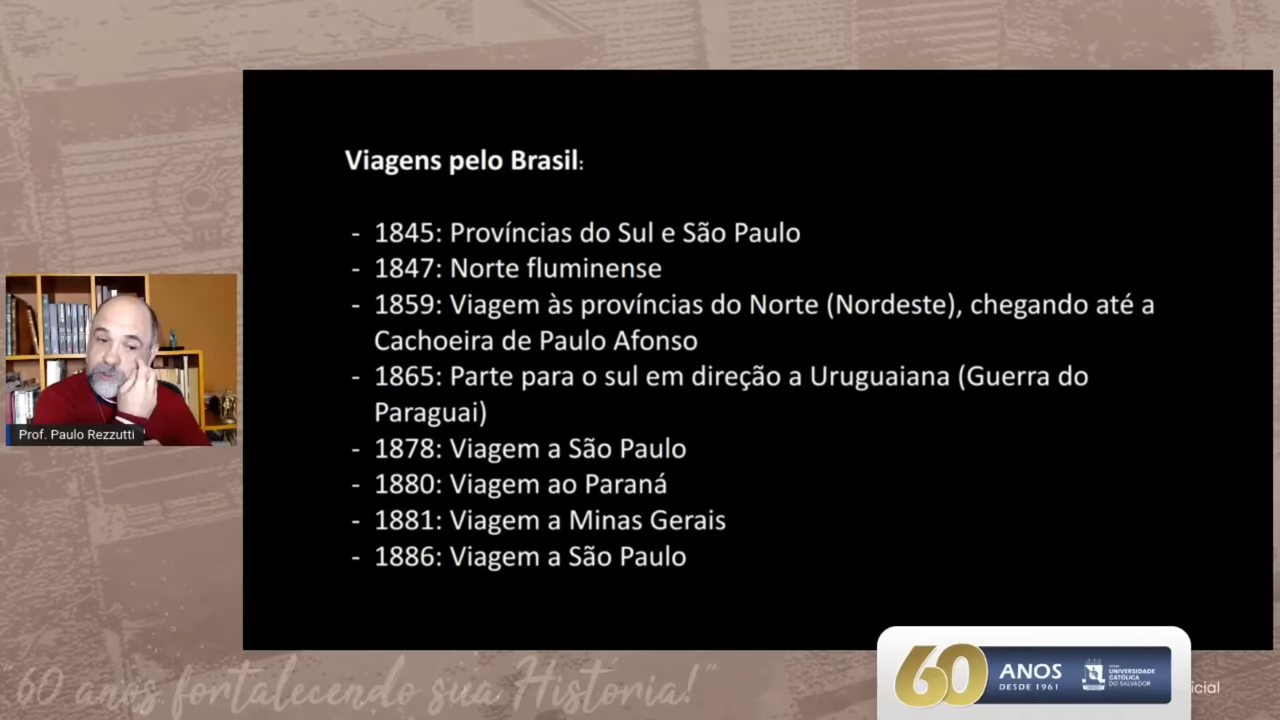 Viagens pelo Brasil:
- 1845: Províncias do Sul e São Paulo
- 1847: Norte fluminense
- 1859: Viagem às províncias do Norte (Nordeste), chegando até a
Cachoeira de Paulo Afonso
- 1865: Parte para o sul em direção a Uruguaiana (Guerra do
Paraguai)
- 1878: Viagem a São Paulo
- 1880: Viagem ao Paraná
- 1881: Viagem a Minas Gerais
- 1886: Viagem a São Paulo
Prof. Paulo Rezzutti
"60 anos fortalecendo sua História."
60 ANOS
DESDE 1961
UNIVERSIDADE
CATÓLICA
DO SALVADOR
icial